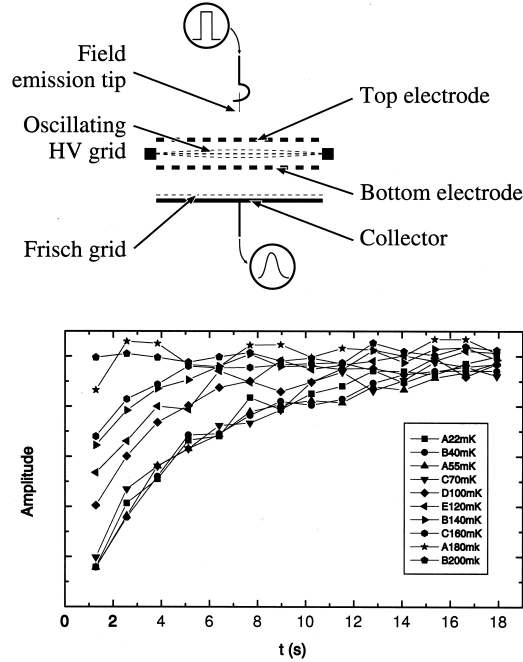 Field
emission tip
Top electrode
Oscillating
HV grid
Bottom electrode
Frisch grid
Collector
Amplitude
A22mK
B40mK
A55mK
C70mK
D100mK
E120mK
B140mK
C160mK
A180mk
B200mk
0 2 4 6 8 10 12 14 16 18
t (s)